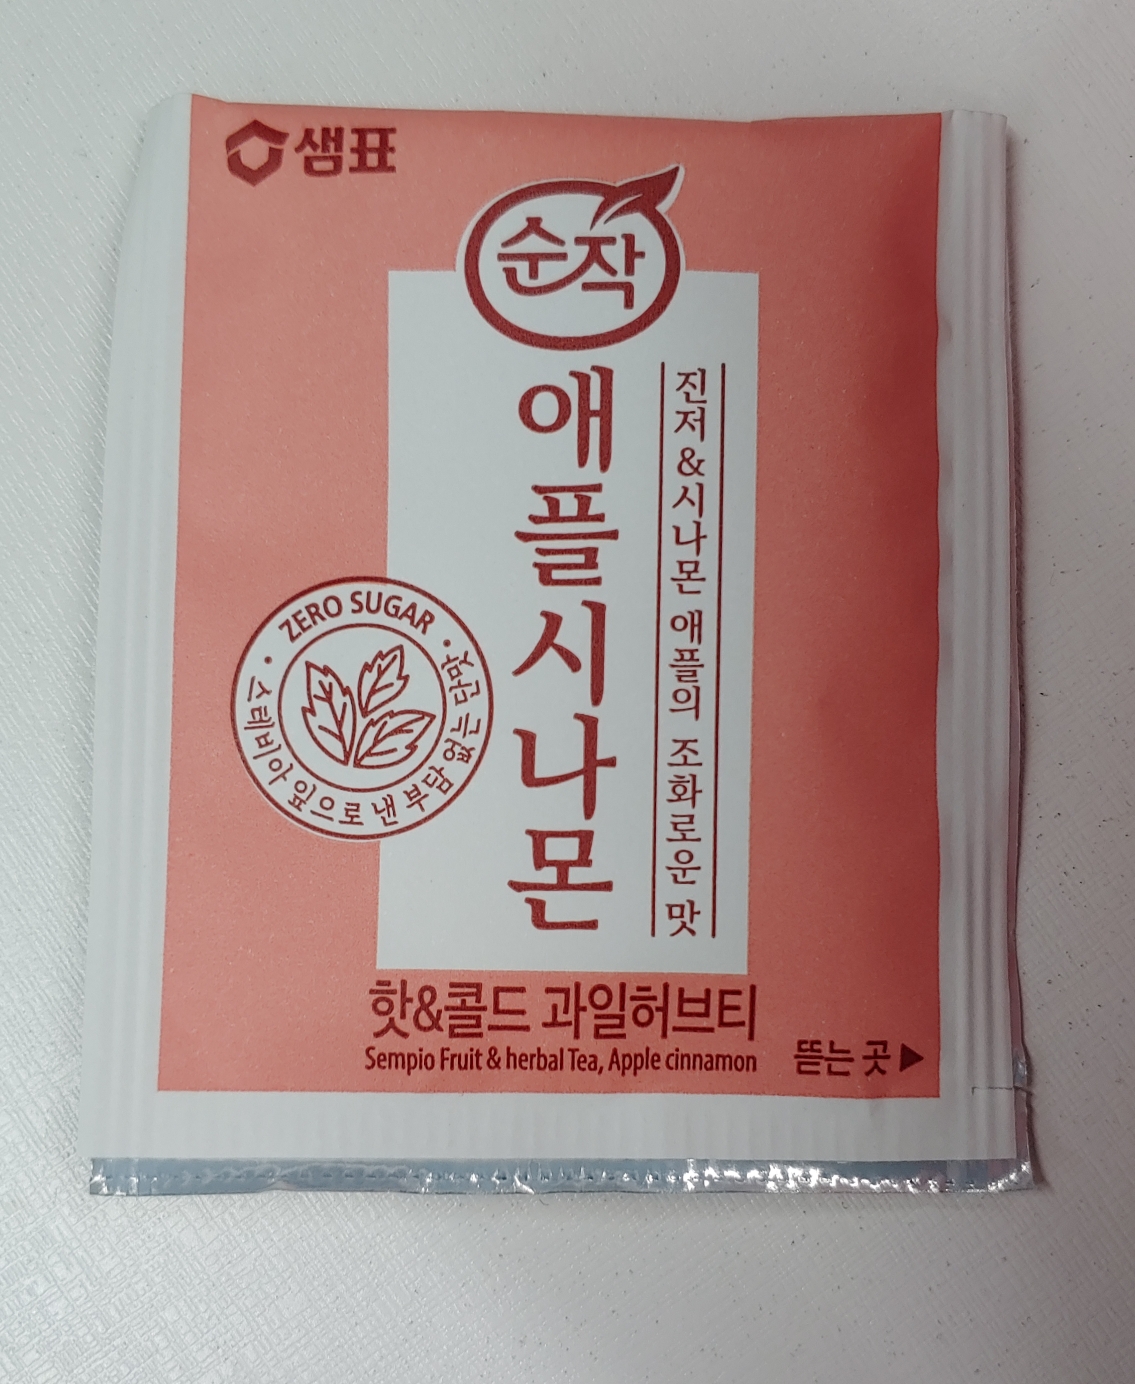 샘표
순작
애플시나몬
진저&시나몬 애플의 조화로운 맛
ZERO SUGAR
스테비아 잎으로 낸 부담 없는 단맛
핫&콜드 과일허브티
Sempio Fruit & herbal Tea, Apple cinnamon
뜯는 곳▶